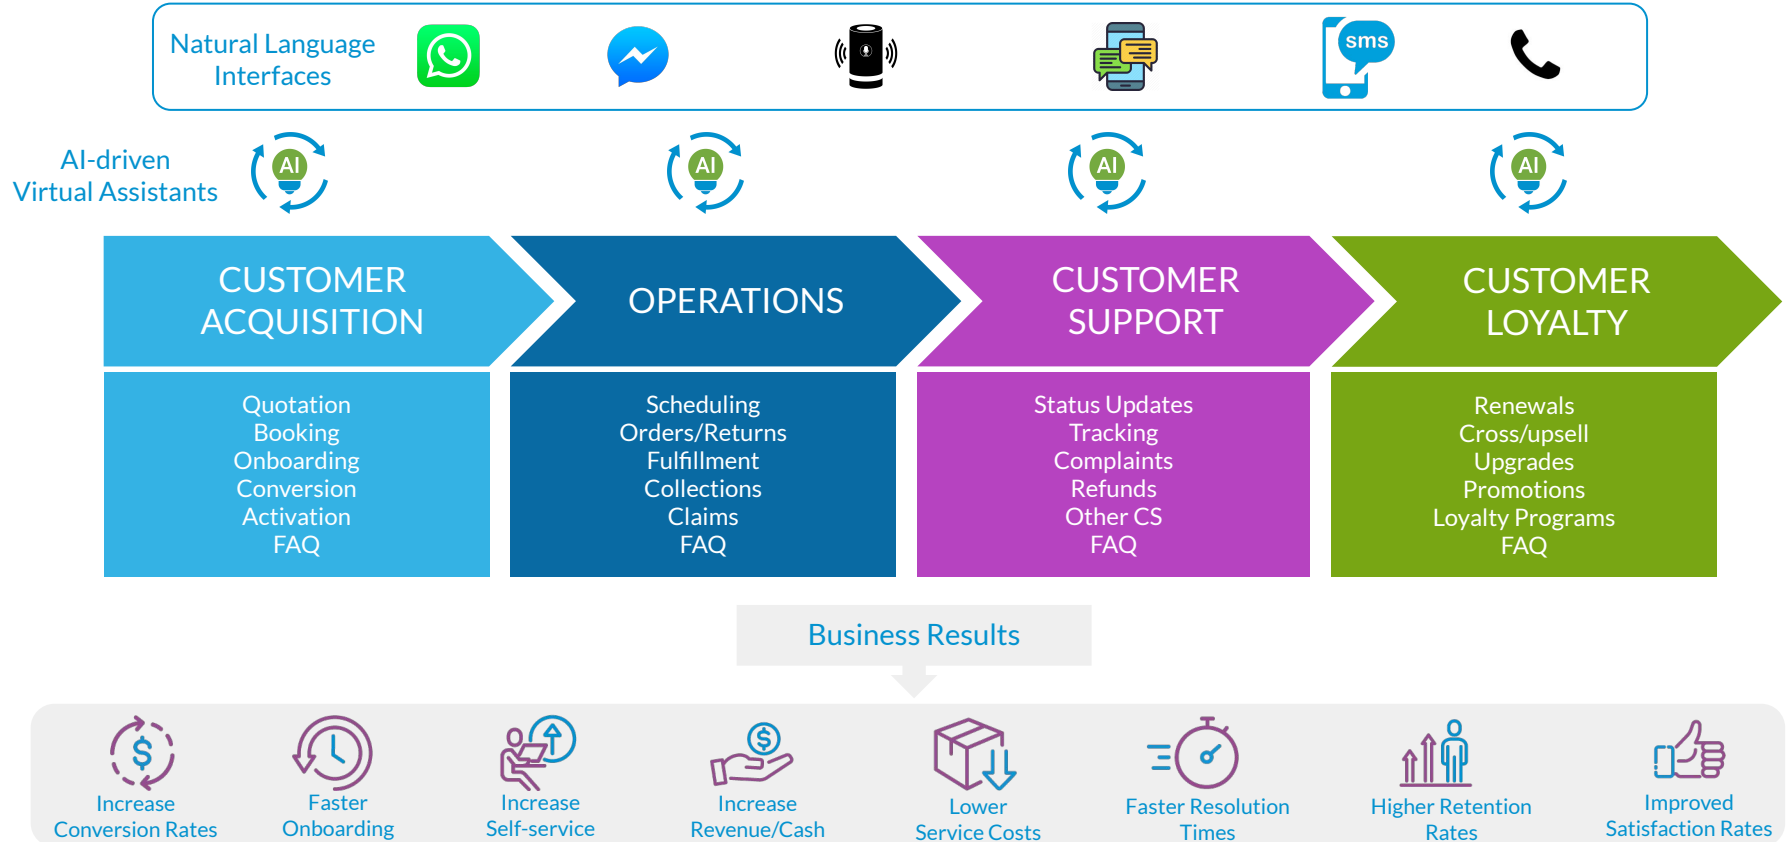 Natural Language
Interfaces
sms
AI-driven
Virtual Assistants
AI
AI
AI
AI
CUSTOMER
ACQUISITION
OPERATIONS
CUSTOMER
SUPPORT
CUSTOMER
LOYALTY
Quotation
Booking
Onboarding
Conversion
Activation
FAQ
Scheduling
Orders/Returns
Fulfillment
Collections
Claims
FAQ
Status Updates
Tracking
Complaints
Refunds
Other CS
FAQ
Renewals
Cross/upsell
Upgrades
Promotions
Loyalty Programs
FAQ
Business Results
$
Increase
Conversion Rates
Faster
Onboarding
Increase
Self-service
$
Increase
Revenue/Cash
Lower
Service Costs
Faster Resolution
Times
Higher Retention
Rates
Improved
Satisfaction Rates